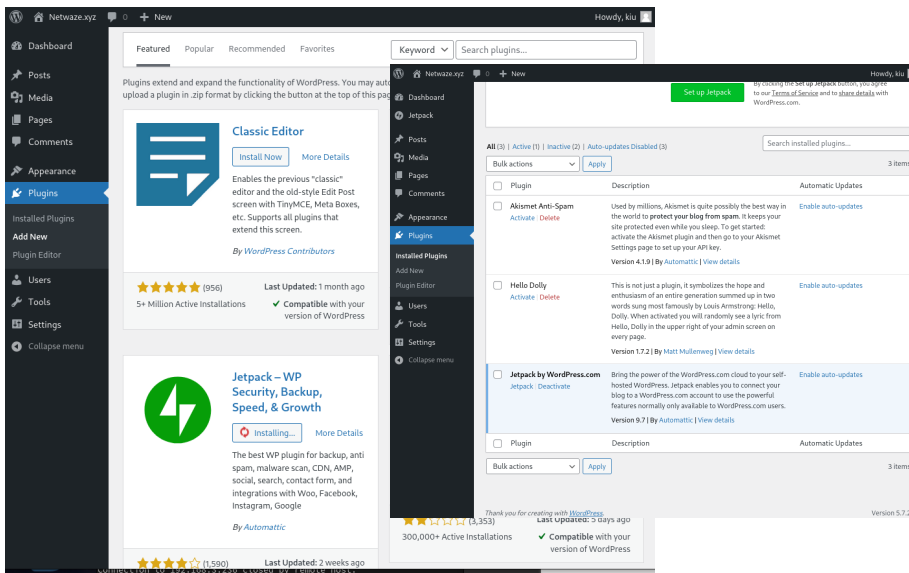 Netwaze.xyz 0 + New Howdy, kiu
Dashboard
Posts
Media
Pages
Comments
Appearance
Plugins
Installed Plugins
Add New
Plugin Editor
Users
Tools
Settings
Collapse menu
Featured Popular Recommended Favorites Keyword Search plugins...
Plugins extend and expand the functionality of WordPress. You may
upload a plugin in .zip format by clicking the button at the top of this
Classic Editor
Install Now More Details
Enables the previous "classic"
editor and the old-style Edit Post
screen with TinyMCE, Meta Boxes,
etc. Supports all plugins that
extend this screen.
By WordPress Contributors
(956) Last Updated: 1 month ago
5+ Million Active Installations Compatible with your
version of WordPress
Jetpack – WP
Security, Backup,
Speed, & Growth
Installing... More Details
The best WP plugin for backup, anti
spam, malware scan, CDN, AMP,
social, search, contact form, and
integrations with Woo, Facebook,
Instagram, Google
By Automattic
(1,590) Last Updated: 2 weeks ago
Netwaze.xyz 0 + New Howdy, kiu
Dashboard
Jetpack
Posts
Media
Pages
Comments
Appearance
Plugins
Installed Plugins
Add New
Plugin Editor
Users
Tools
Settings
Collapse menu
Set up Jetpack
By clicking the Set up Jetpack button, you agree
to our Terms of Service and to share details with
WordPress.com.
All (3) | Active (1) | Inactive (2) | Auto-updates Disabled (3) Search installed plugins...
Bulk actions Apply 3 items
Plugin Description Automatic Updates
Akismet Anti-Spam
Activate | Delete
Used by millions, Akismet is quite possibly the best way in
the world to protect your blog from spam. It keeps your
site protected even while you sleep. To get started:
activate the Akismet plugin and then go to your Akismet
Settings page to set up your API key.
Version 4.1.9 | By Automattic | View details
Enable auto-updates
Hello Dolly
Activate | Delete
This is not just a plugin, it symbolizes the hope and
enthusiasm of an entire generation summed up in two
words sung most famously by Louis Armstrong: Hello,
Dolly. When activated you will randomly see a lyric from
Hello, Dolly in the upper right of your admin screen on
every page.
Version 1.7.2 | By Matt Mullenweg | View details
Enable auto-updates
Jetpack by WordPress.com
Jetpack | Deactivate
Bring the power of the WordPress.com cloud to your self-
hosted WordPress. Jetpack enables you to connect your
blog to a WordPress.com account to use the powerful
features normally only available to WordPress.com users.
Version 9.7 | By Automattic | View details
Enable auto-updates
Plugin Description Automatic Updates
Bulk actions Apply 3 items
Thank you for creating with WordPress. Version 5.7.2
(3,353) Last Updated: 5 days ago
300,000+ Active Installations Compatible with your
version of WordPress